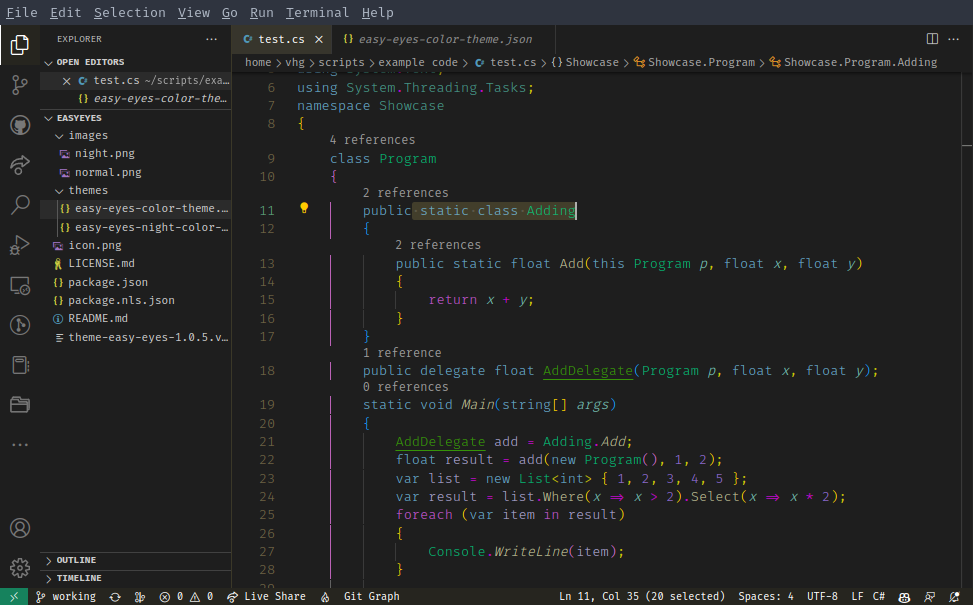 File Edit Selection View Go Run Terminal Help
EXPLORER
OPEN EDITORS
test.cs ~/scripts/exa...
easy-eyes-color-the...
EASYEYES
images
night.png
normal.png
themes
easy-eyes-color-theme....
easy-eyes-night-color-...
icon.png
LICENSE.md
package.json
package.nls.json
README.md
theme-easy-eyes-1.0.5.v...
OUTLINE
TIMELINE
test.cs
easy-eyes-color-theme.json
home > vhg > scripts > example code > test.cs > {} Showcase > Showcase.Program > Showcase.Program.Adding
6 using System.Threading.Tasks;
7 namespace Showcase
8 {
4 references
9 class Program
10 {
2 references
11 public static class Adding
12 {
2 references
13 public static float Add(this Program p, float x, float y)
14 {
15 return x + y;
16 }
17 }
1 reference
18 public delegate float AddDelegate(Program p, float x, float y);
0 references
19 static void Main(string[] args)
20 {
21 AddDelegate add = Adding.Add;
22 float result = add(new Program(), 1, 2);
23 var list = new List<int> { 1, 2, 3, 4, 5 };
24 var result = list.Where(x ⇒ x > 2).Select(x ⇒ x * 2);
25 foreach (var item in result)
26 {
27 Console.WriteLine(item);
28 }
working 0 0 Live Share Git Graph Ln 11, Col 35 (20 selected) Spaces: 4 UTF-8 LF C#